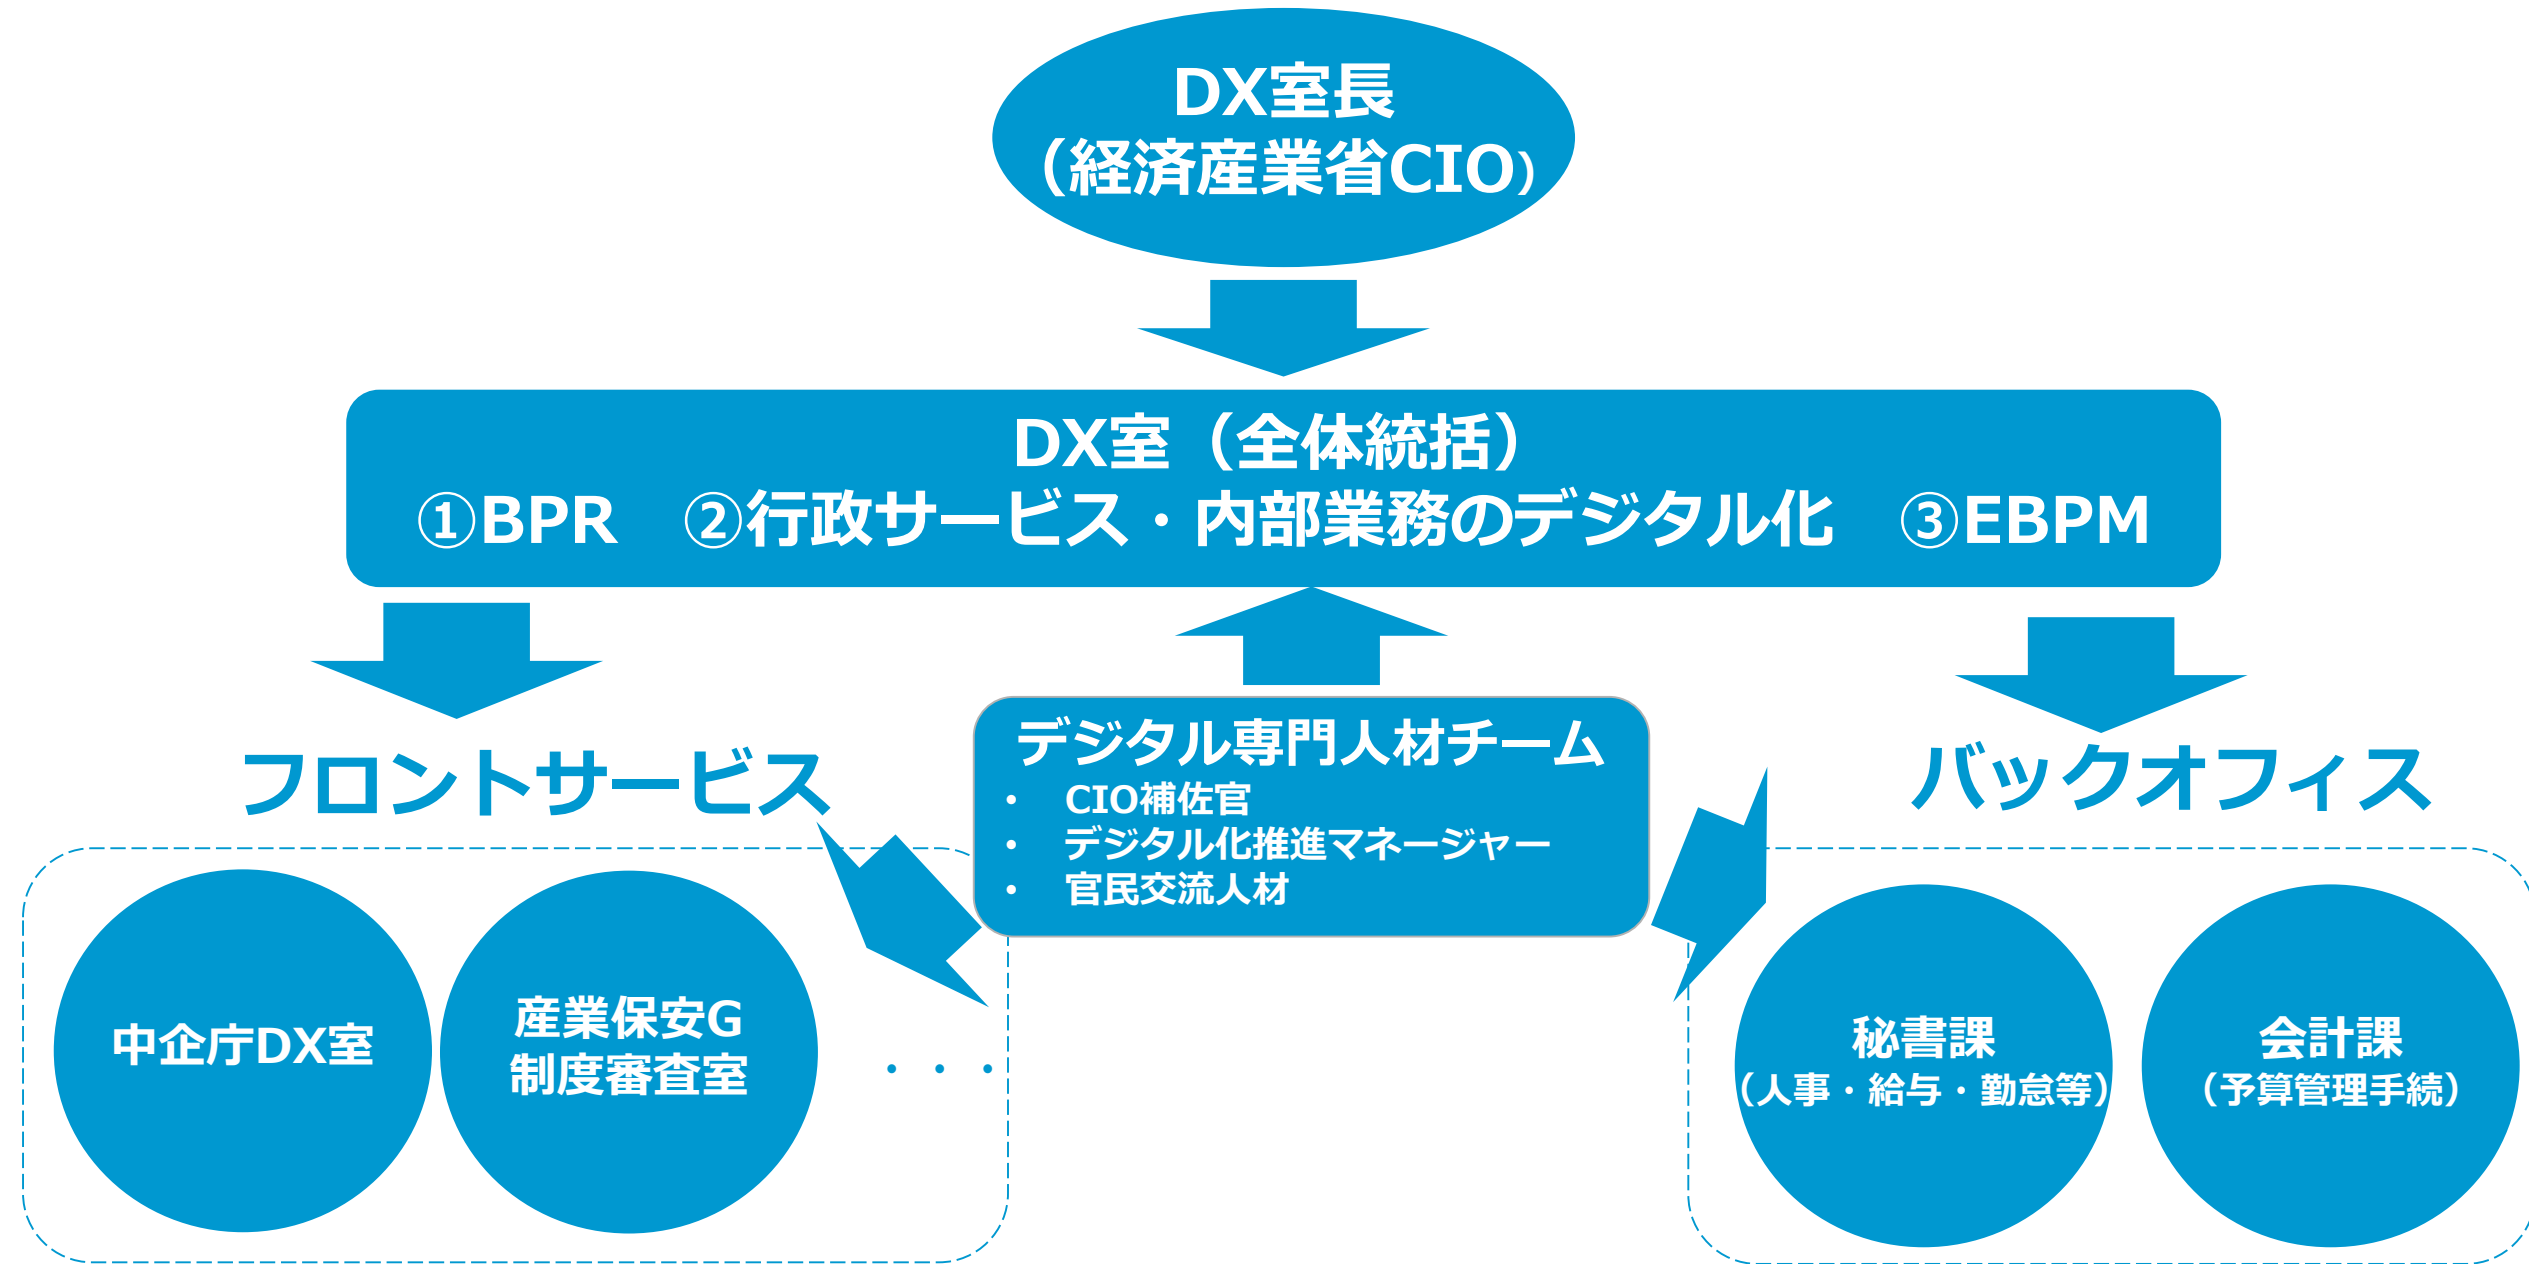 DX室長
（経済産業省CIO）
DX室（全体統括）
①BPR　②行政サービス・内部業務のデジタル化　③EBPM
フロントサービス
デジタル専門人材チーム
• CIO補佐官
• デジタル化推進マネージャー
• 官民交流人材
バックオフィス
中企庁DX室
産業保安G
制度審査室
・・・
秘書課
（人事・給与・勤怠等）
会計課
（予算管理手続）